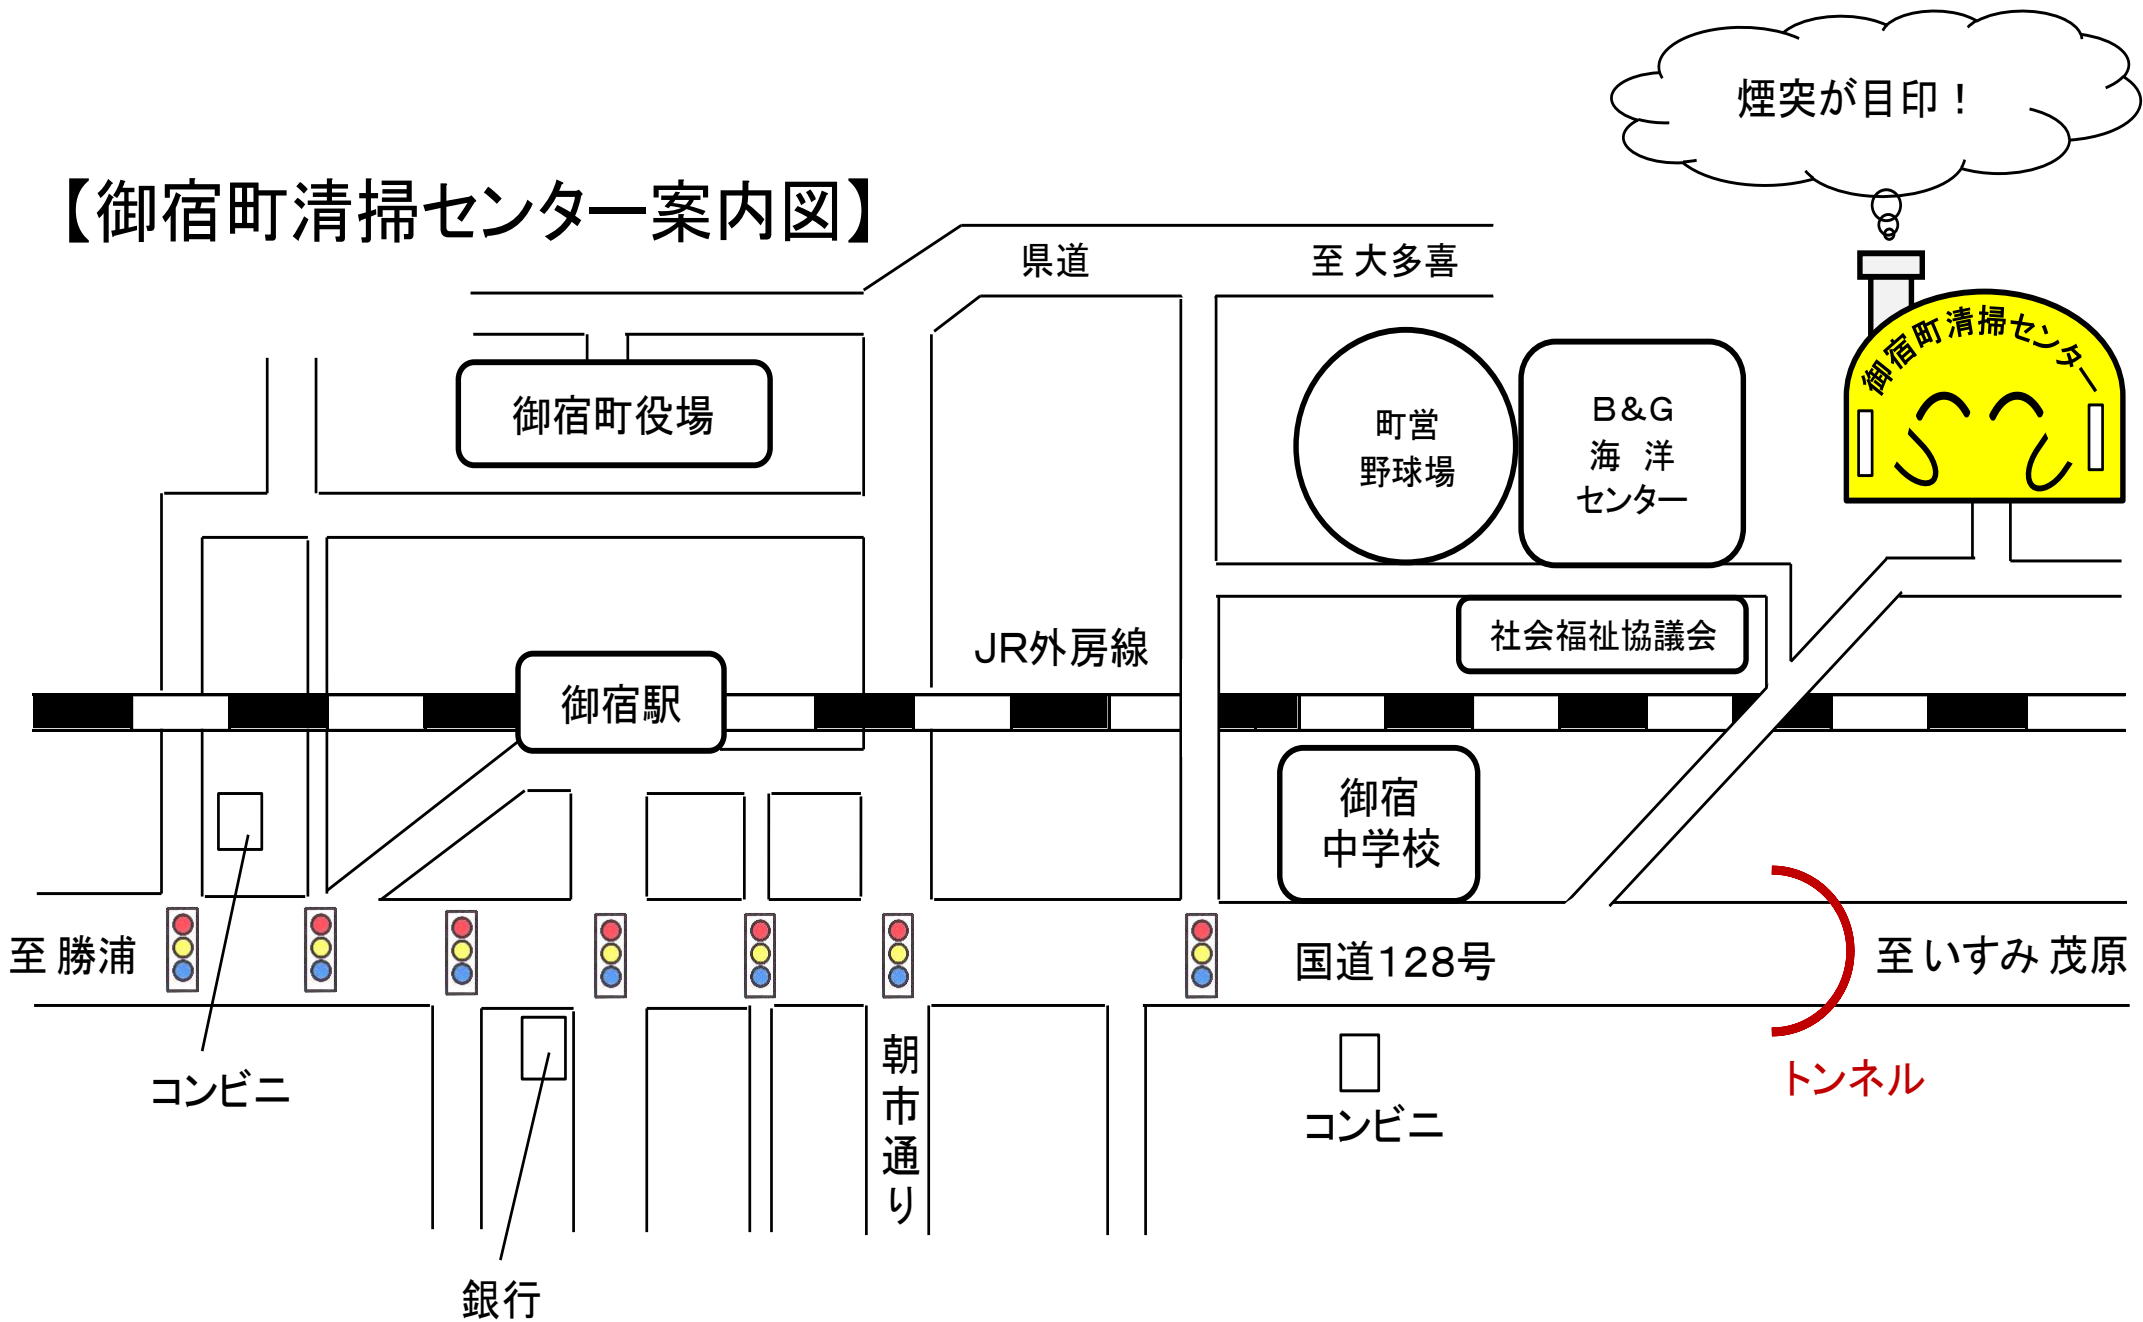 煙突が目印！
【御宿町清掃センター案内図】
県道
至 大多喜
御宿町清掃センター
御宿町役場
町営
野球場
Ｂ＆Ｇ
海　洋
センター
ＪＲ外房線
社会福祉協議会
御宿駅
御宿
中学校
至 勝浦
国道１２８号
至 いすみ 茂原
朝市通り
コンビニ
コンビニ
トンネル
銀行